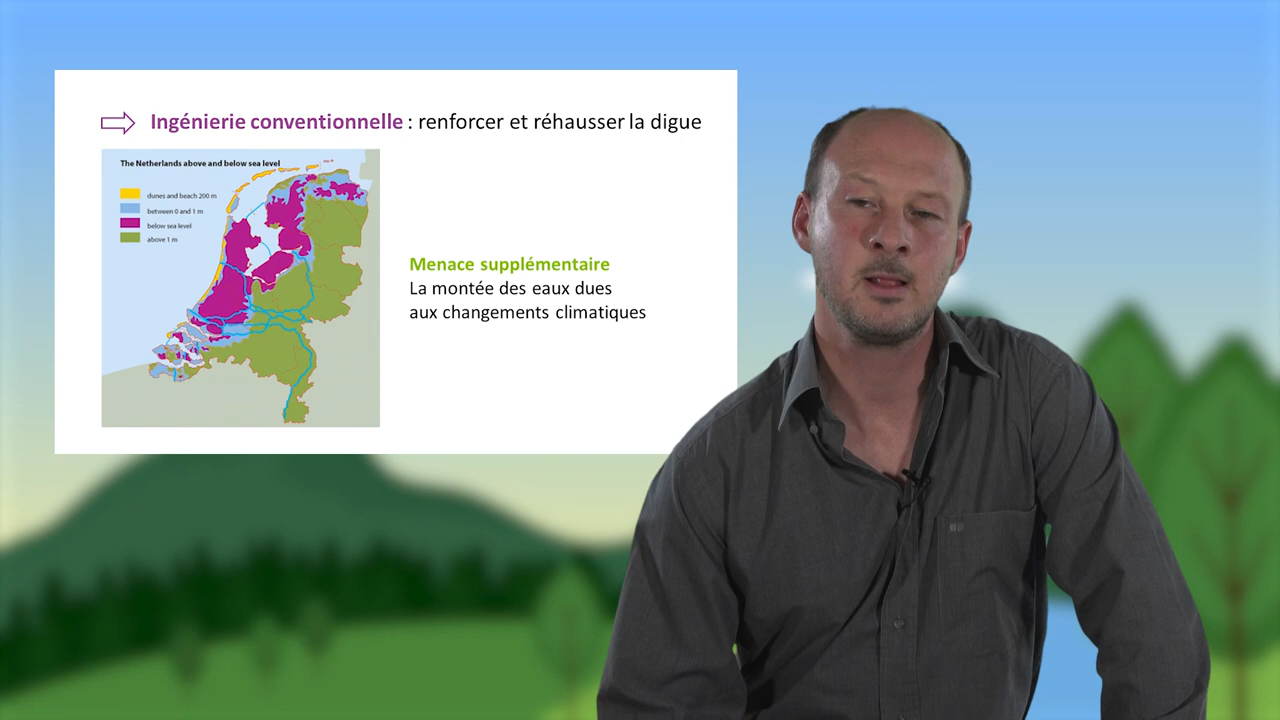 Ingénierie conventionnelle : renforcer et réhausser la digue
The Netherlands above and below sea level
dunes and beach 200 m
between 0 and 1 m
below sea level
above 1 m
Menace supplémentaire
La montée des eaux dues
aux changements climatiques